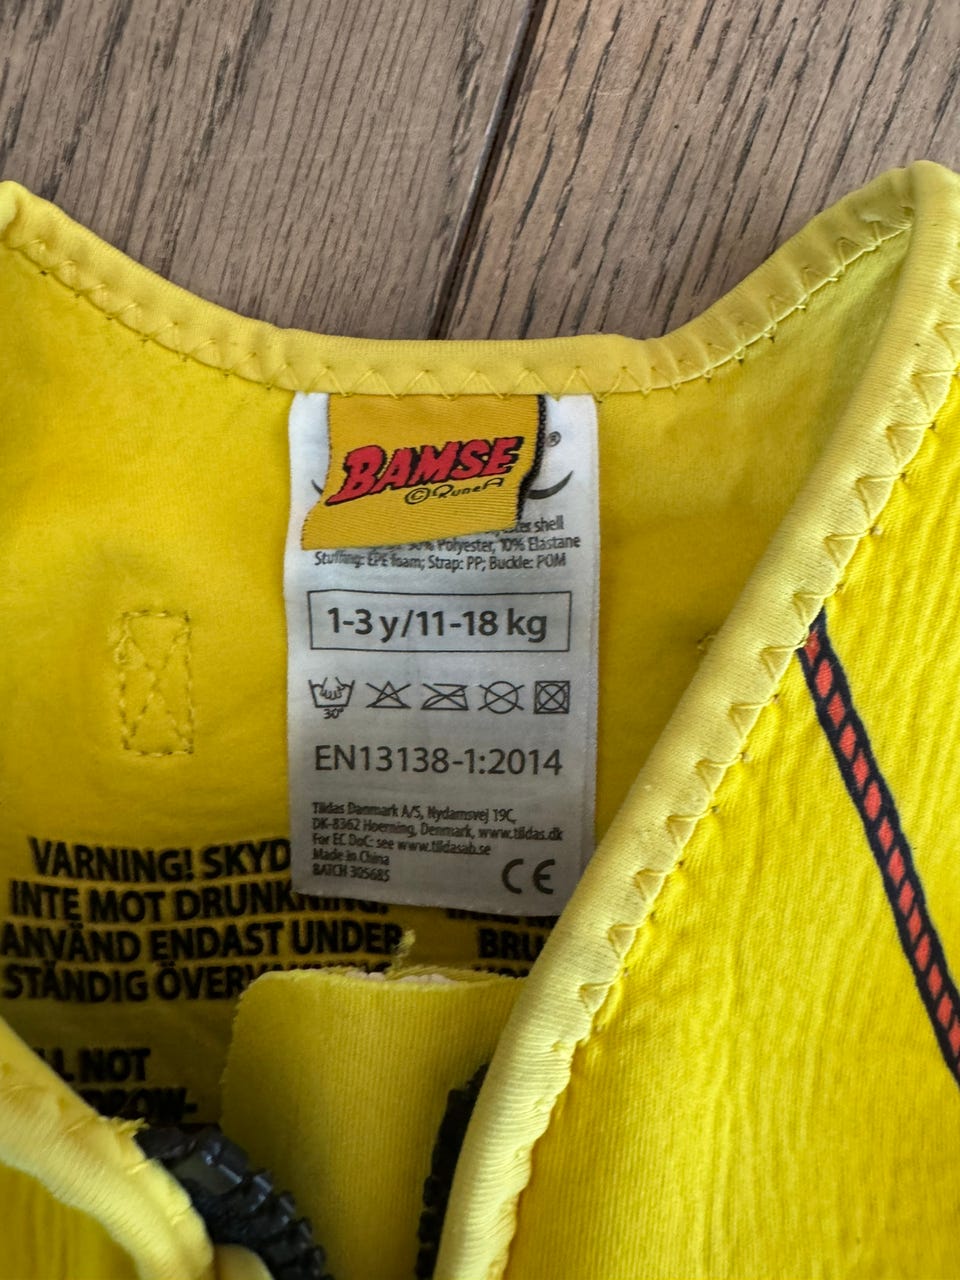 BAMSE
©RuneA
®
shell
90% Polyester, 10% Elastane
Stuffing: EPE foam; Strap: PP; Buckle: POM
1-3 y/11-18 kg
30°
EN13138-1:2014
Tildas Danmark A/S, Nydamsvej 19C,
DK-8362 Hoerning, Denmark, www.tildas.dk
For EC DoC: see www.tildasab.se
Made in China
BATCH 305685
CE
VARNING! SKYD
INTE MOT DRUNKNING.
ANVÄND ENDAST UNDER
STÄNDIG
BRU
NOT